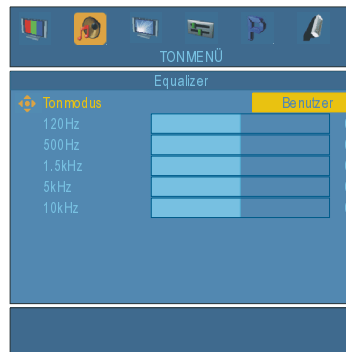 TONMENÜ
Equalizer
Tonmodus Benutzer
120Hz
500Hz
1.5kHz
5kHz
10kHz